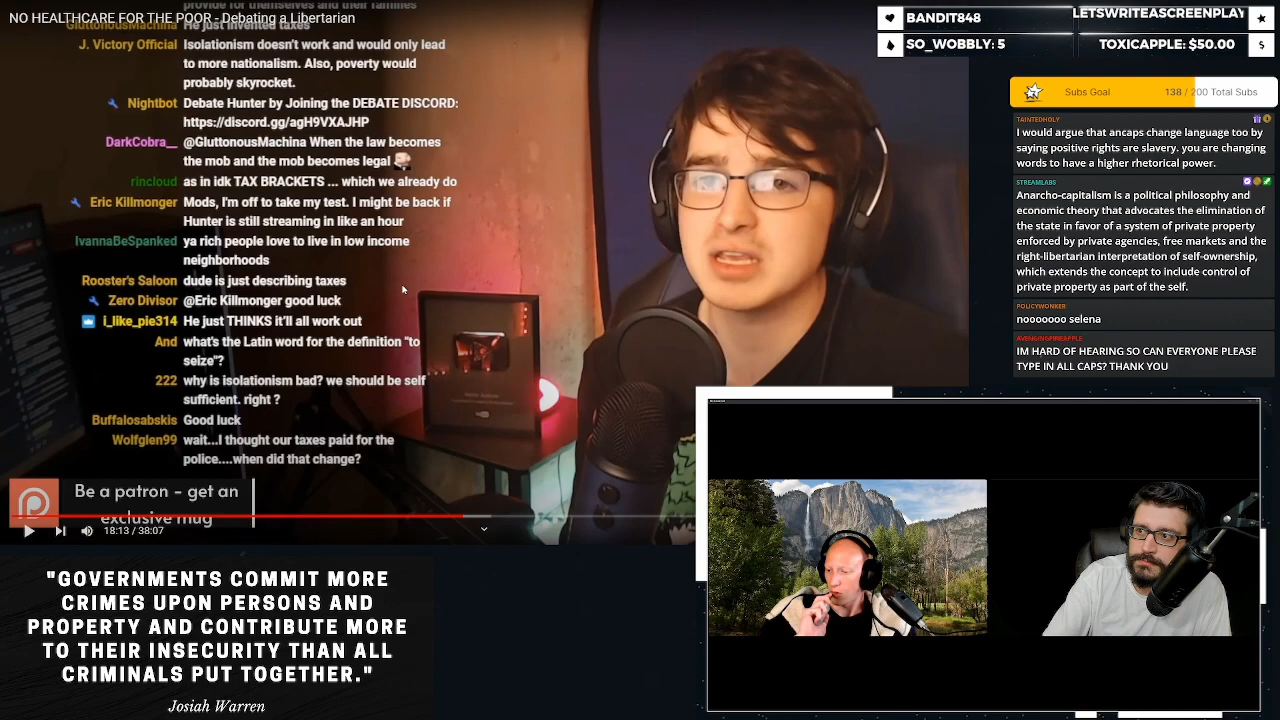 NO HEALTHCARE FOR THE POOR - Debating a Libertarian
provide for themselves and their families
GluttonousMachina He just invented taxes
J. Victory Official Isolationism doesn't work and would only lead
to more nationalism. Also, poverty would
probably skyrocket.
Nightbot Debate Hunter by Joining the DEBATE DISCORD:
https://discord.gg/agH9VXAJHP
DarkCobra__ @GluttonousMachina When the law becomes
the mob and the mob becomes legal
rincloud as in idk TAX BRACKETS ... which we already do
Eric Killmonger Mods, I'm off to take my test. I might be back if
Hunter is still streaming in like an hour
IvannaBeSpanked ya rich people love to live in low income
neighborhoods
Rooster's Saloon dude is just describing taxes
Zero Divisor @Eric Killmonger good luck
i_like_pie314 He just THINKS it'll all work out
And what's the Latin word for the definition "to
seize"?
222 why is isolationism bad? we should be self
sufficient. right ?
Buffalosabskis Good luck
Wolfglen99 wait...I thought our taxes paid for the
police....when did that change?
Be a patron - get an
exclusive mug
18:13 / 38:07
"GOVERNMENTS COMMIT MORE
CRIMES UPON PERSONS AND
PROPERTY AND CONTRIBUTE MORE
TO THEIR INSECURITY THAN ALL
CRIMINALS PUT TOGETHER."
Josiah Warren
BANDIT848
LETSWRITEASCREENPLAY
SO_WOBBLY: 5
TOXICAPPLE: $50.00
Subs Goal 138 / 200 Total Subs
TAINTEDHOLY
I would argue that ancaps change language too by
saying positive rights are slavery. you are changing
words to have a higher rhetorical power.
STREAMLABS
Anarcho-capitalism is a political philosophy and
economic theory that advocates the elimination of
the state in favor of a system of private property
enforced by private agencies, free markets and the
right-libertarian interpretation of self-ownership,
which extends the concept to include control of
private property as part of the self.
POLICYWONKER
nooooooo selena
AVENGINGPINEAPPLE
IM HARD OF HEARING SO CAN EVERYONE PLEASE
TYPE IN ALL CAPS? THANK YOU